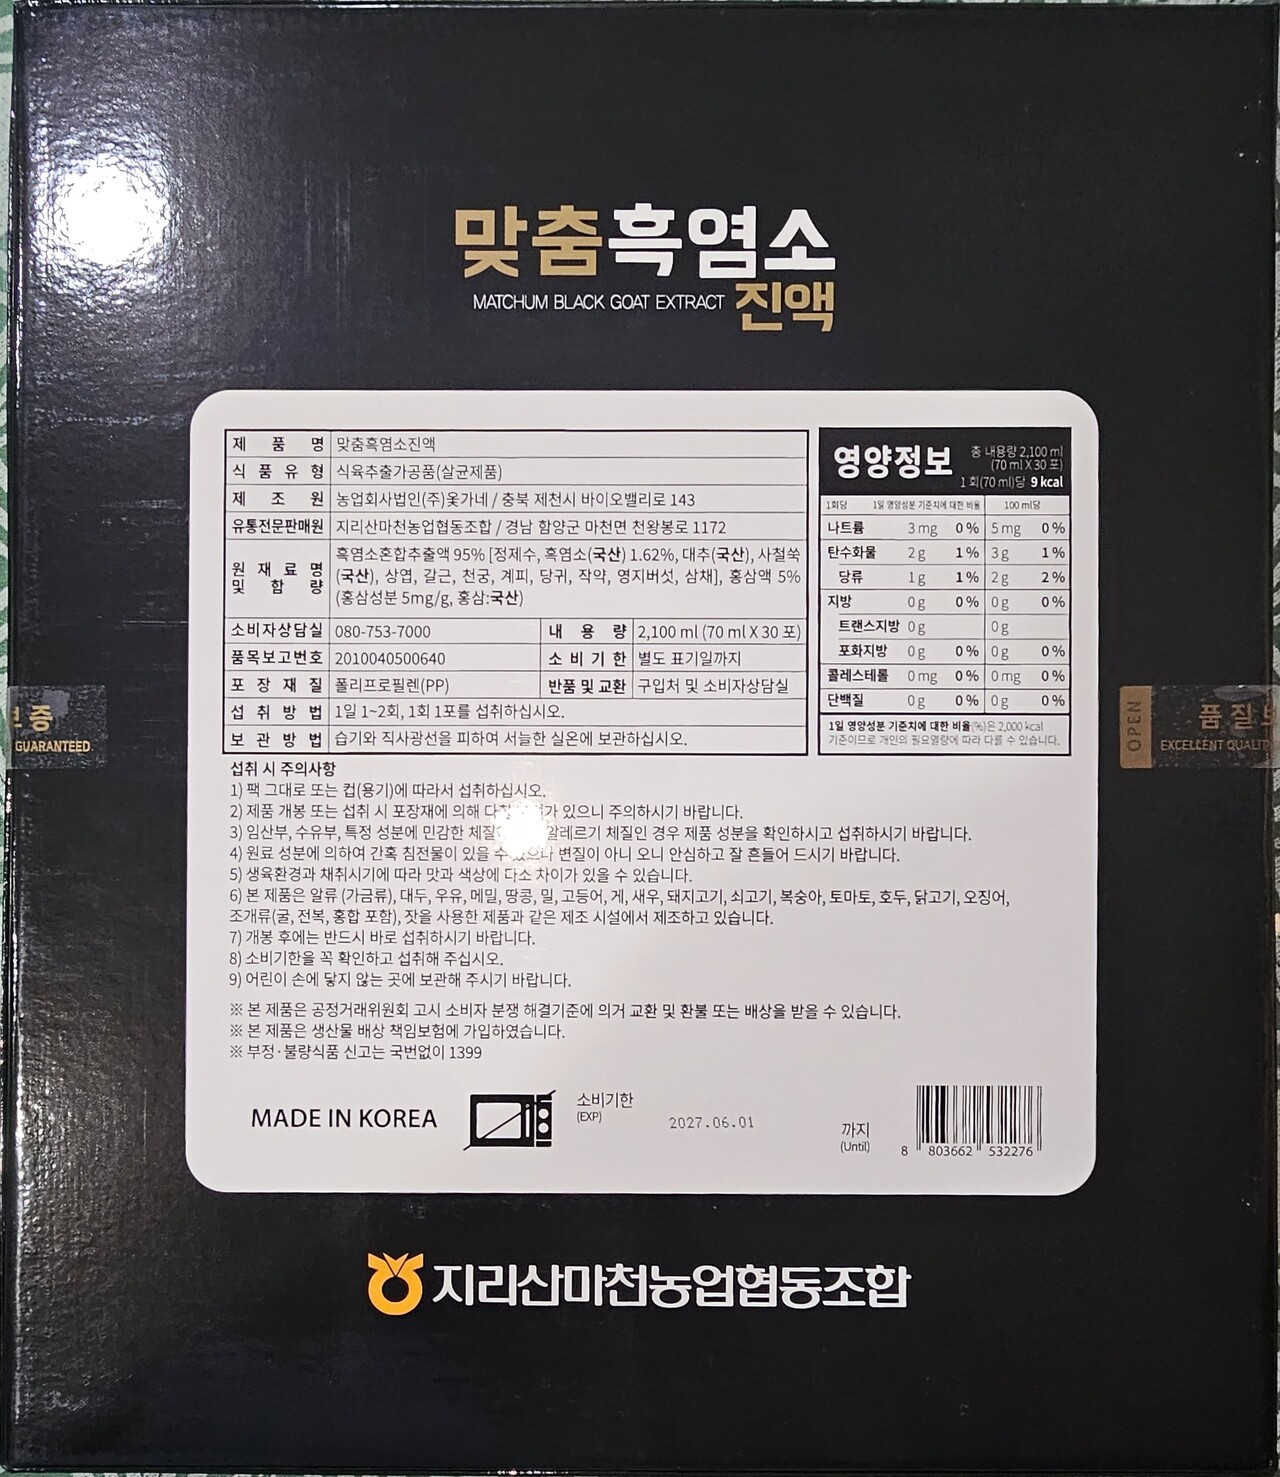 맞춤흑염소
MATCHUM BLACK GOAT EXTRACT 진액
제 품 명 맞춤흑염소진액
식 품 유 형 식육추출가공품(살균제품)
제 조 원 농업회사법인(주)옻가네 / 충북 제천시 바이오밸리로 143
유통전문판매원 지리산마천농업협동조합 / 경남 함양군 마천면 천왕봉로 1172
원 재 료 명 및 함 량 흑염소혼합추출액 95% [정제수, 흑염소(국산) 1.62%, 대추(국산), 사철쑥
(국산), 상엽, 갈근, 천궁, 계피, 당귀, 작약, 영지버섯, 삼채], 홍삼액 5%
(홍삼성분 5mg/g, 홍삼:국산)
소비자상담실 080-753-7000 내 용 량 2,100 ml (70 ml X 30 포)
품목보고번호 2010040500640 소 비 기 한 별도 표기일까지
포 장 재 질 폴리프로필렌(PP) 반품 및 교환 구입처 및 소비자상담실
섭 취 방 법 1일 1~2회, 1회 1포를 섭취하십시오.
보 관 방 법 습기와 직사광선을 피하여 서늘한 실온에 보관하십시오.
영양정보 총 내용량 2,100 ml
(70 ml X 30 포)
1회(70 ml)당 9 kcal
1회당 1일 영양성분 기준치에 대한 비율 100 ml당
나트륨 3 mg 0 % 5 mg 0 %
탄수화물 2 g 1 % 3 g 1 %
당류 1 g 1 % 2 g 2 %
지방 0 g 0 % 0 g 0 %
트랜스지방 0 g 0 g
포화지방 0 g 0 % 0 g 0 %
콜레스테롤 0 mg 0 % 0 mg 0 %
단백질 0 g 0 % 0 g 0 %
1일 영양성분 기준치에 대한 비율(%)은 2,000 kcal
기준이므로 개인의 필요열량에 따라 다를 수 있습니다.
증
GUARANTEED
OPEN
품질
EXCELLENT
섭취 시 주의사항
1) 팩 그대로 또는 컵(용기)에 따라서 섭취하십시오.
2) 제품 개봉 또는 섭취 시 포장재에 의해 있으니 주의하시기 바랍니다.
3) 임산부, 수유부, 특정 성분에 민감한 알레르기 체질인 경우 제품 성분을 확인하시고 섭취하시기 바랍니다.
4) 원료 성분에 의하여 간혹 침전물이 있을 변질이 아니 오니 안심하고 잘 흔들어 드시기 바랍니다.
5) 생육환경과 채취시기에 따라 맛과 색상에 다소 차이가 있을 수 있습니다.
6) 본 제품은 알류 (가금류), 대두, 우유, 메밀, 땅콩, 밀, 고등어, 게, 새우, 돼지고기, 쇠고기, 복숭아, 토마토, 호두, 닭고기, 오징어,
조개류(굴, 전복, 홍합 포함), 잣을 사용한 제품과 같은 제조 시설에서 제조하고 있습니다.
7) 개봉 후에는 반드시 바로 섭취하시기 바랍니다.
8) 소비기한을 꼭 확인하고 섭취해 주십시오.
9) 어린이 손에 닿지 않는 곳에 보관해 주시기 바랍니다.
※ 본 제품은 공정거래위원회 고시 소비자 분쟁 해결기준에 의거 교환 및 환불 또는 배상을 받을 수 있습니다.
※ 본 제품은 생산물 배상 책임보험에 가입하였습니다.
※ 부정·불량식품 신고는 국번없이 1399
MADE IN KOREA
소비기한
(EXP)
2027.06.01
까지
(Until)
8 803662 532276
지리산마천농업협동조합